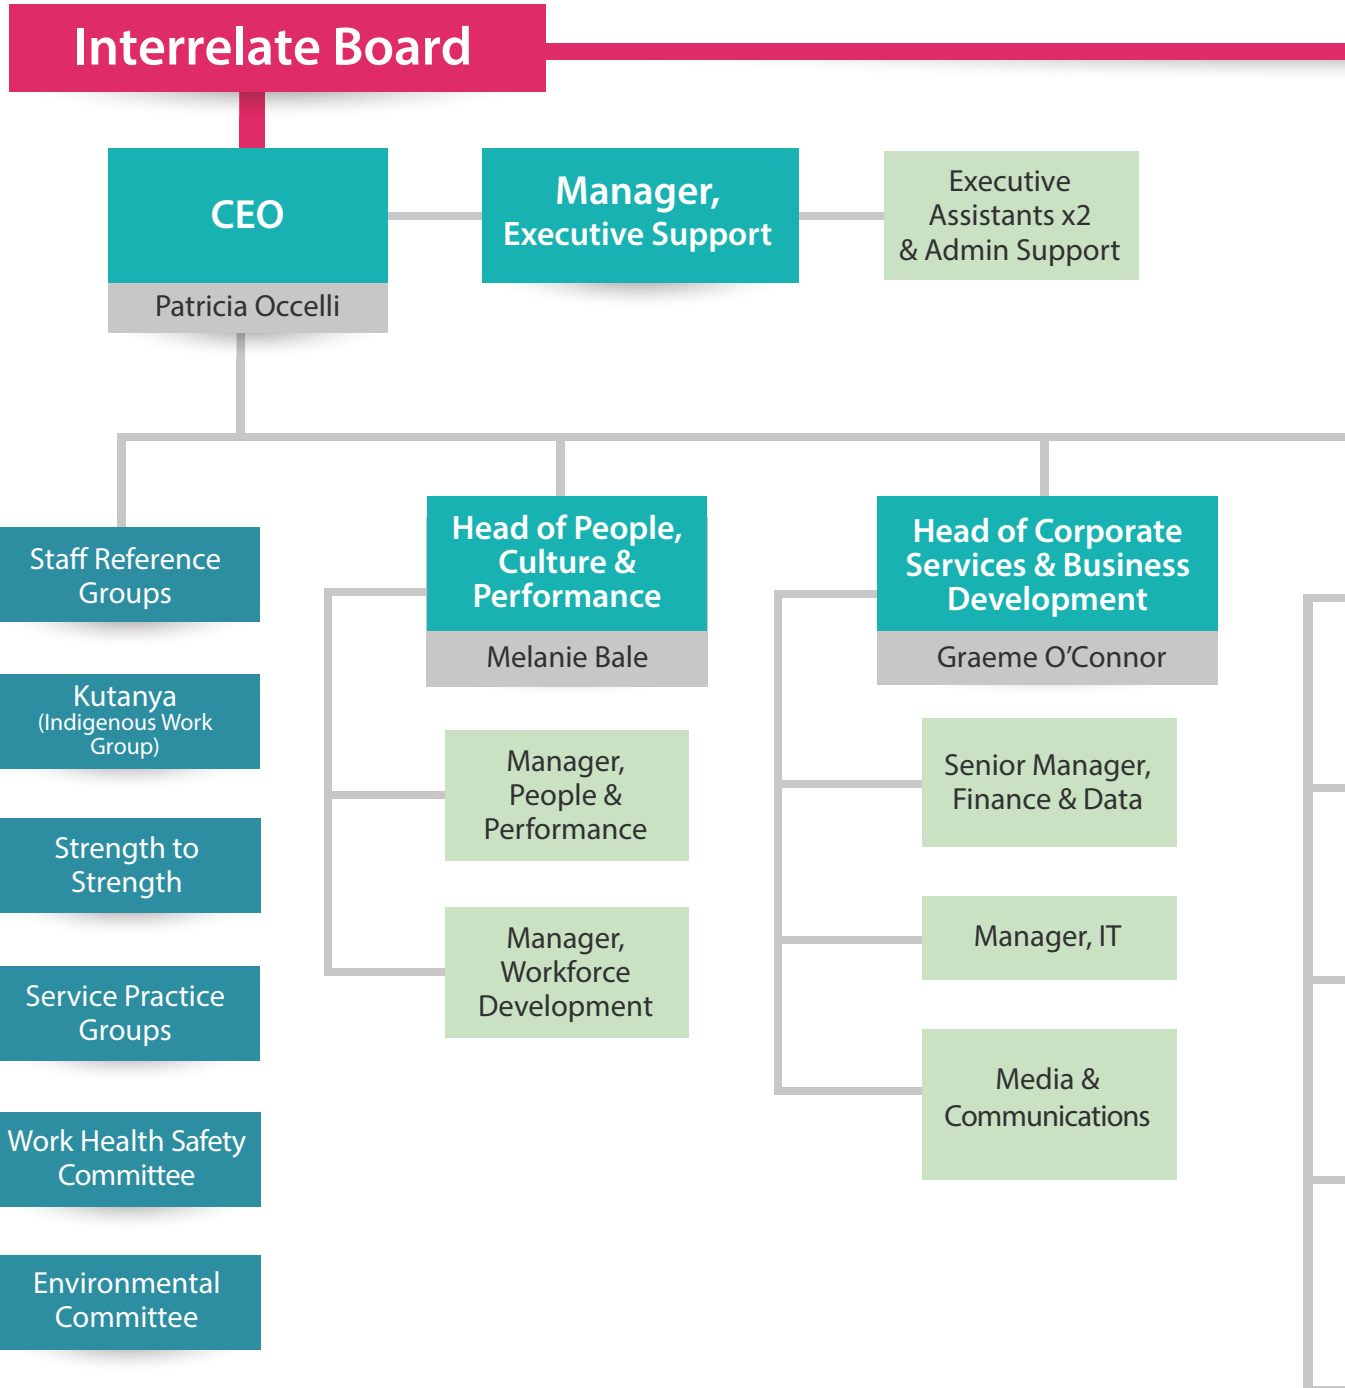 Interrelate Board
CEO
Patricia Occelli
Manager,
Executive Support
Executive
Assistants x2
& Admin Support
Staff Reference
Groups
Kutanya
(Indigenous Work
Group)
Strength to
Strength
Service Practice
Groups
Work Health Safety
Committee
Environmental
Committee
Head of People,
Culture &
Performance
Melanie Bale
Manager,
People &
Performance
Manager,
Workforce
Development
Head of Corporate
Services & Business
Development
Graeme O’Connor
Senior Manager,
Finance & Data
Manager, IT
Media &
Communications